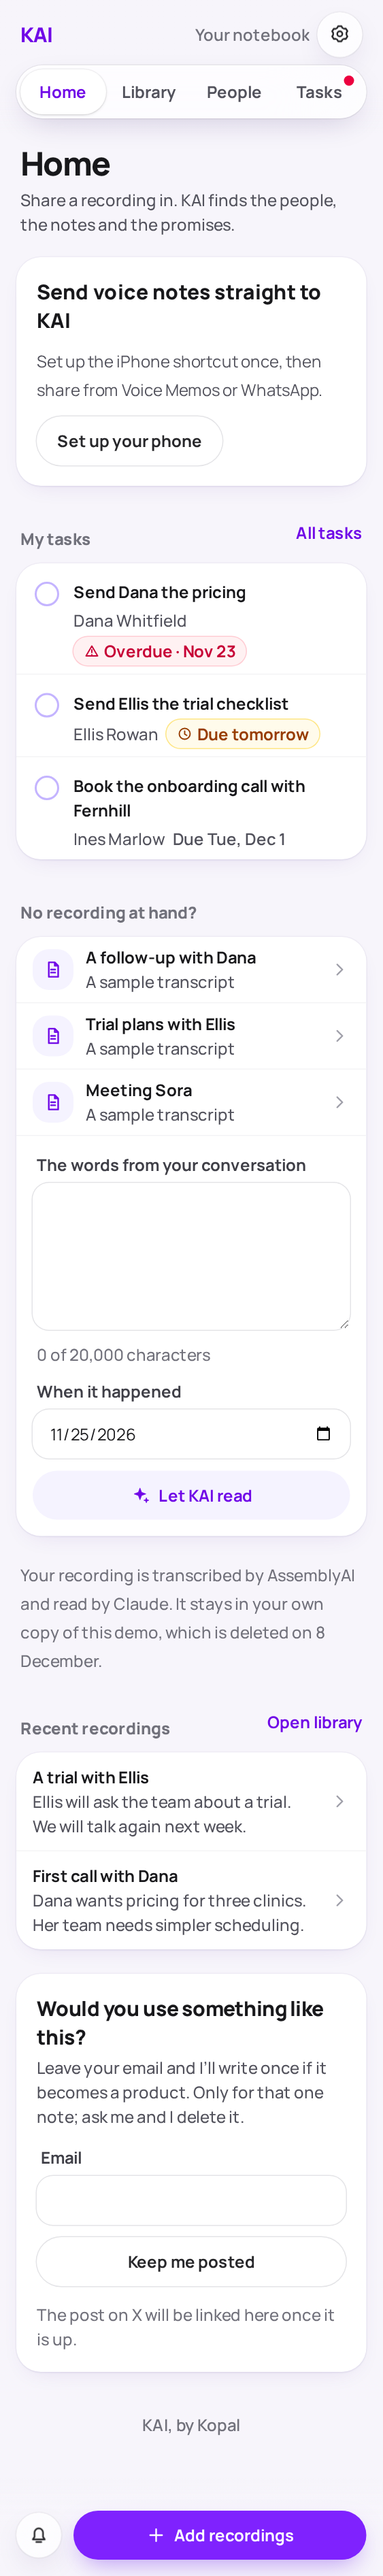 KAI
Your notebook
Home
Library
People
Tasks
Home
Share a recording in. KAI finds the people,
the notes and the promises.
Send voice notes straight to
KAI
Set up the iPhone shortcut once, then
share from Voice Memos or WhatsApp.
Set up your phone
My tasks
All tasks
Send Dana the pricing
Dana Whitfield
Overdue · Nov 23
Send Ellis the trial checklist
Ellis Rowan
Due tomorrow
Book the onboarding call with
Fernhill
Ines Marlow Due Tue, Dec 1
No recording at hand?
A follow-up with Dana
A sample transcript
Trial plans with Ellis
A sample transcript
Meeting Sora
A sample transcript
The words from your conversation
0 of 20,000 characters
When it happened
11/25/2026
Let KAI read
Your recording is transcribed by AssemblyAI
and read by Claude. It stays in your own
copy of this demo, which is deleted on 8
December.
Recent recordings
Open library
A trial with Ellis
Ellis will ask the team about a trial.
We will talk again next week.
First call with Dana
Dana wants pricing for three clinics.
Her team needs simpler scheduling.
Would you use something like
this?
Leave your email and I'll write once if it
becomes a product. Only for that one
note; ask me and I delete it.
Email
Keep me posted
The post on X will be linked here once it
is up.
KAI, by Kopal
Add recordings